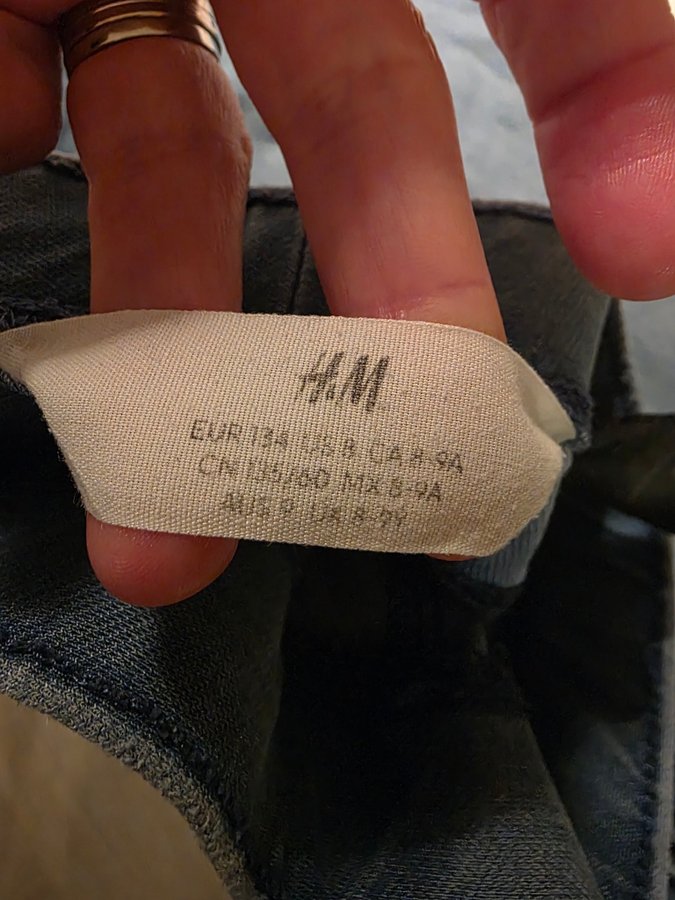 H&M
EUR 134 US 8 CA 8-9A
CN 135/60 MX 8-9A
AUS 9 UK 8-9Y